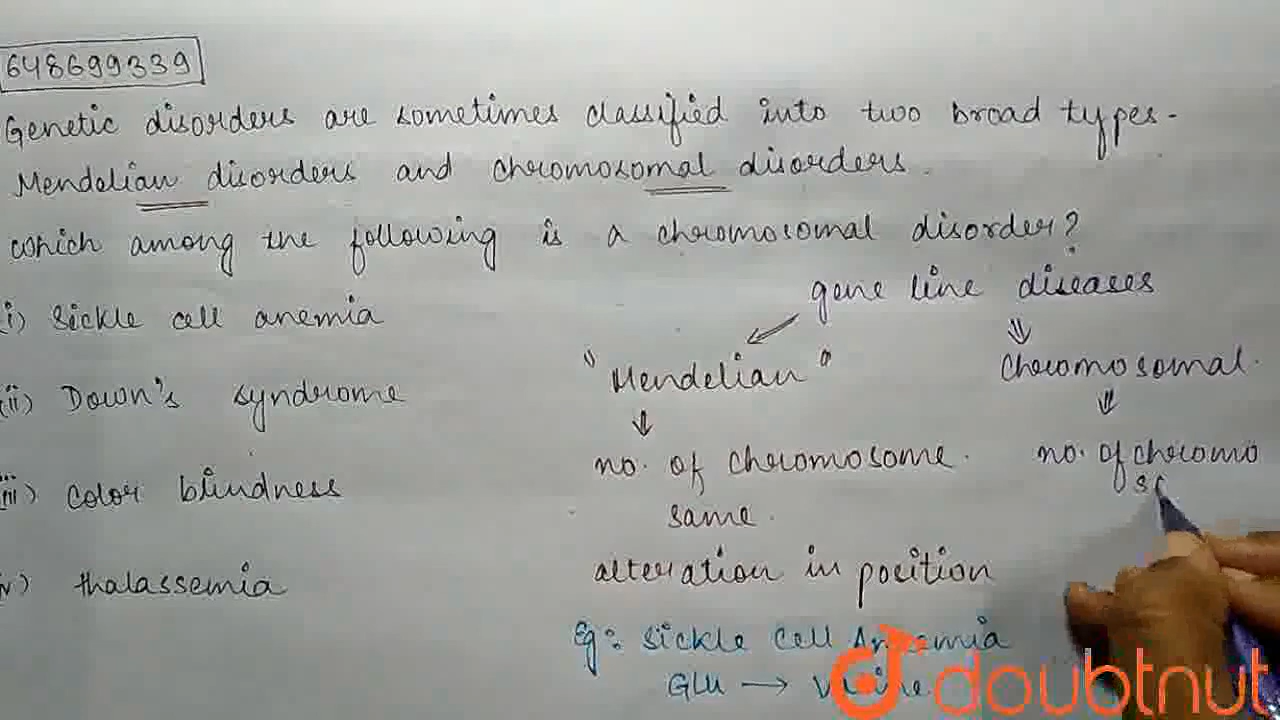 648699339
Genetic disorders are sometimes classified into two broad types-
Mendelian disorders and chromosomal disorders.
which among the following is a chromosomal disorder?
gene line diseases
(i) Sickle cell anemia
"Mendelian"
Chromosomal.
(ii) Down's syndrome
no. of chromosome.
no. of chromo
same.
(iii) Color blindness
alteration in position
iv) thalassemia
Eg: Sickle cell Anemia
GLU → Valine
doubtnut